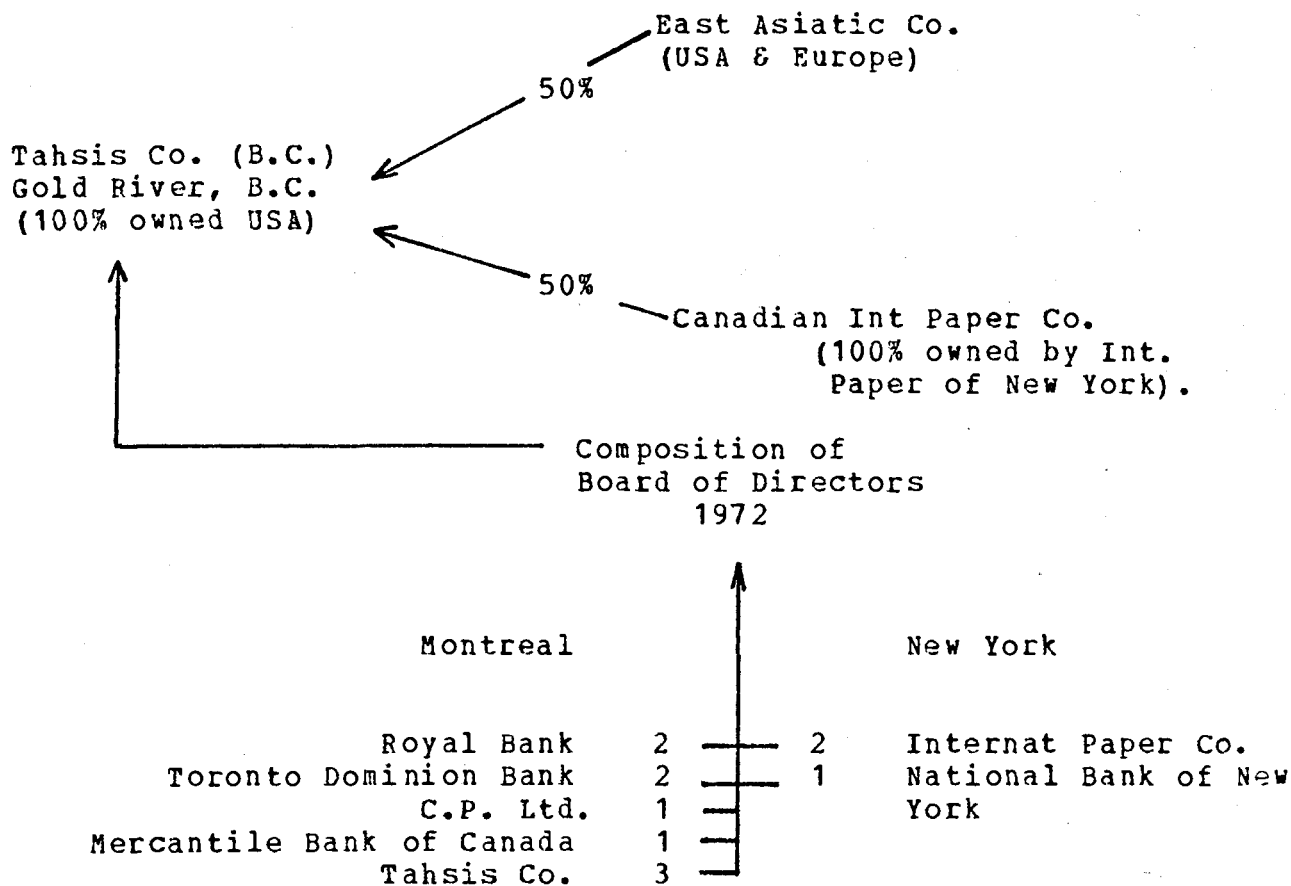 East Asiatic Co.
(USA & Europe)
50%
Tahsis Co. (B.C.)
Gold River, B.C.
(100% owned USA)
50%
Canadian Int Paper Co.
(100% owned by Int.
Paper of New York).
Composition of
Board of Directors
1972
Montreal New York
Royal Bank 2 2 Internat Paper Co.
Toronto Dominion Bank 2 1 National Bank of New
C.P. Ltd. 1 York
Mercantile Bank of Canada 1
Tahsis Co. 3